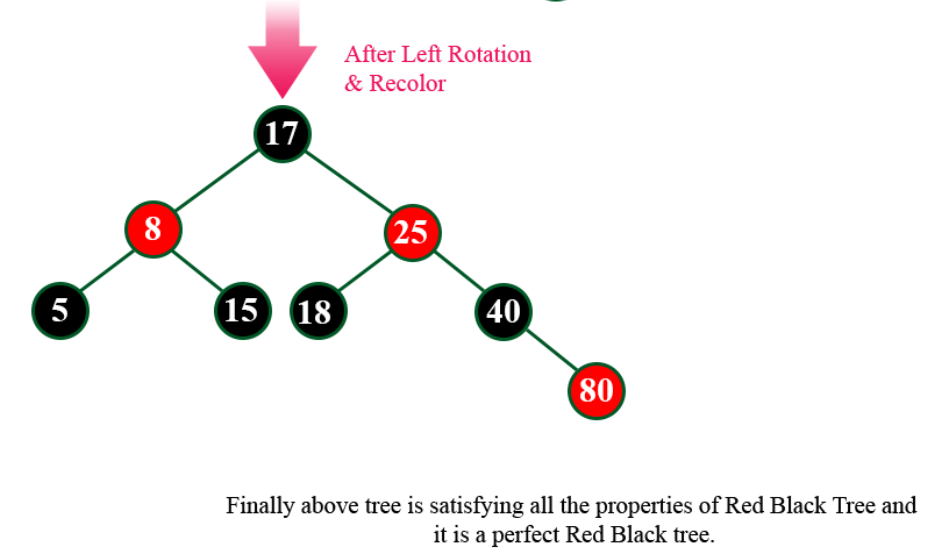 After Left Rotation
& Recolor
17
8
25
5
15
18
40
80
Finally above tree is satisfying all the properties of Red Black Tree and
it is a perfect Red Black tree.